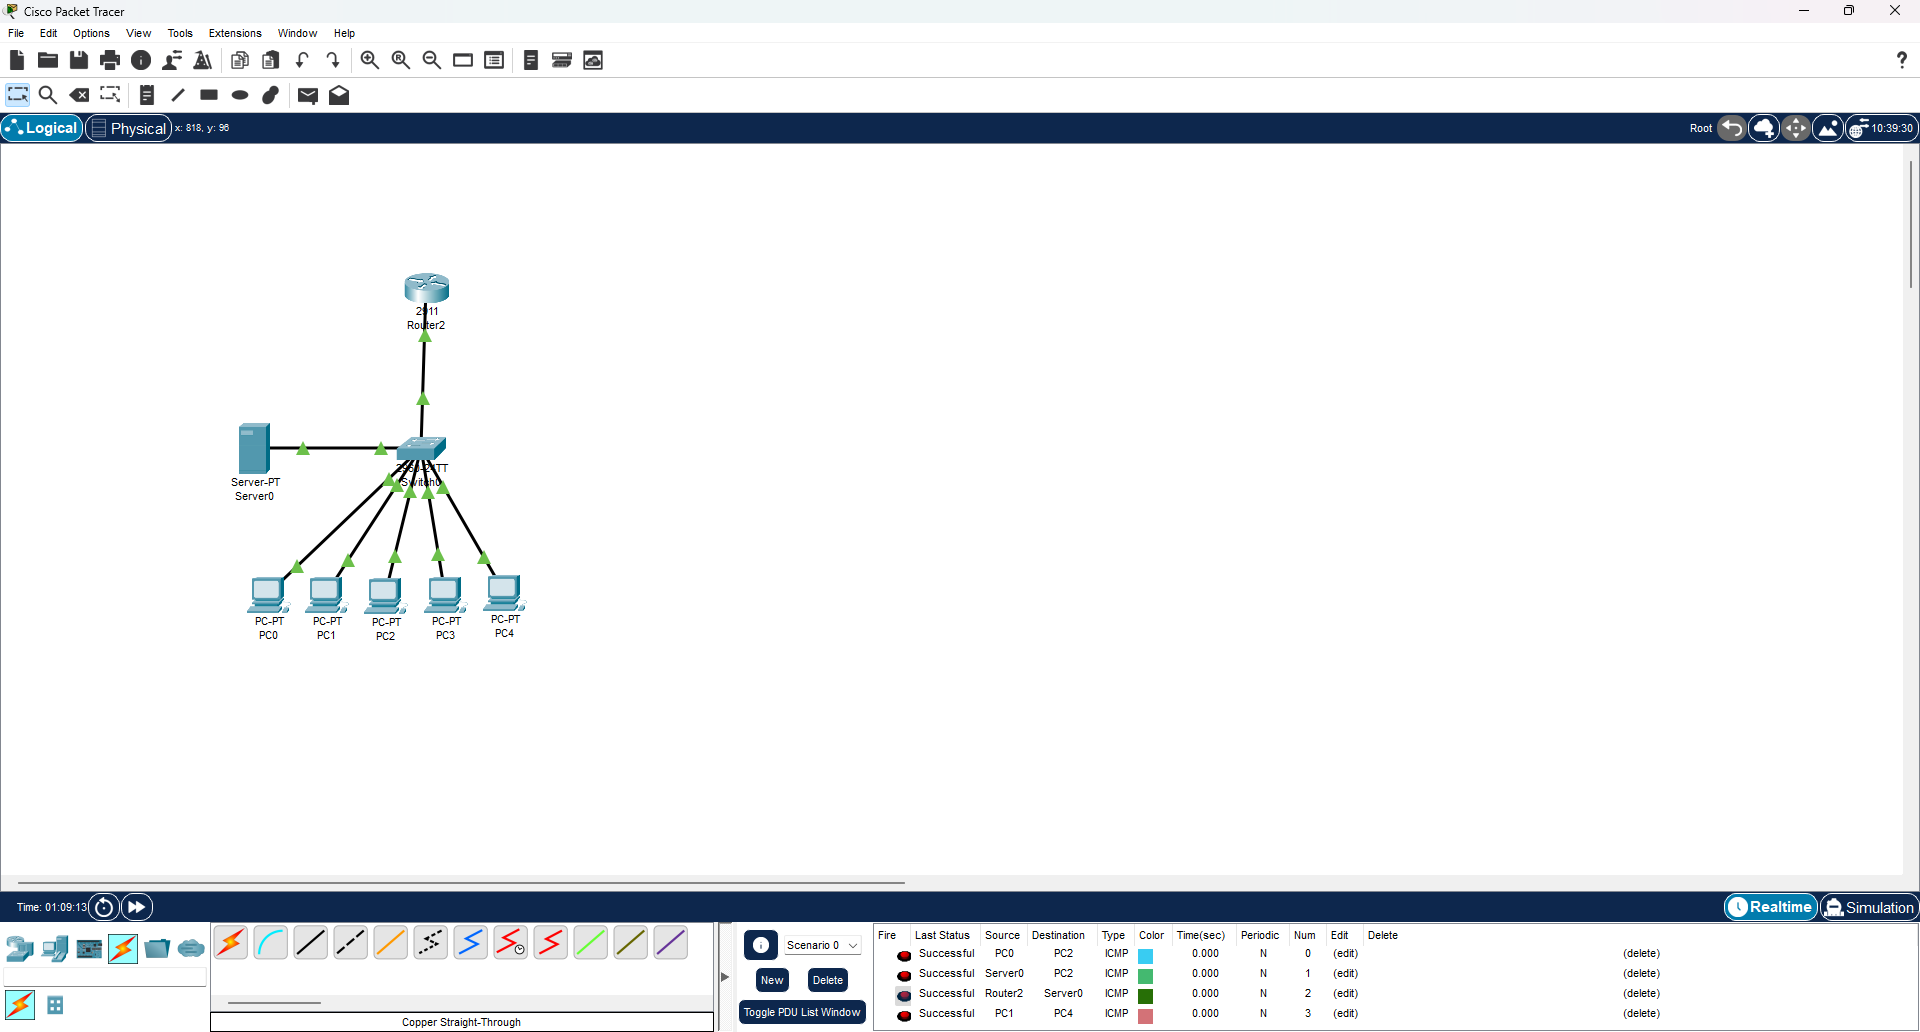 Cisco Packet Tracer
File Edit Options View Tools Extensions Window Help
?
Logical Physical x: 818, y: 96 Root 10:39:30
2911
Router2
2960-24TT
Switch0
Server-PT
Server0
PC-PT PC-PT PC-PT PC-PT PC-PT
PC0 PC1 PC2 PC3 PC4
Time: 01:09:13 Realtime Simulation
Scenario 0
New Delete
Toggle PDU List Window
Copper Straight-Through
Fire Last Status Source Destination Type Color Time(sec) Periodic Num Edit Delete
Successful PC0 PC2 ICMP 0.000 N 0 (edit) (delete)
Successful Server0 PC2 ICMP 0.000 N 1 (edit) (delete)
Successful Router2 Server0 ICMP 0.000 N 2 (edit) (delete)
Successful PC1 PC4 ICMP 0.000 N 3 (edit) (delete)